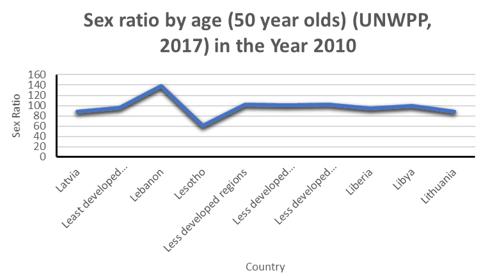 Sex ratio by age (50 year olds) (UNWPP,
2017) in the Year 2010
Sex Ratio
160
140
120
100
80
60
40
20
0
Latvia
Least developed...
Lebanon
Lesotho
Less developed regions
Less developed...
Less developed...
Liberia
Libya
Lithuania
Country